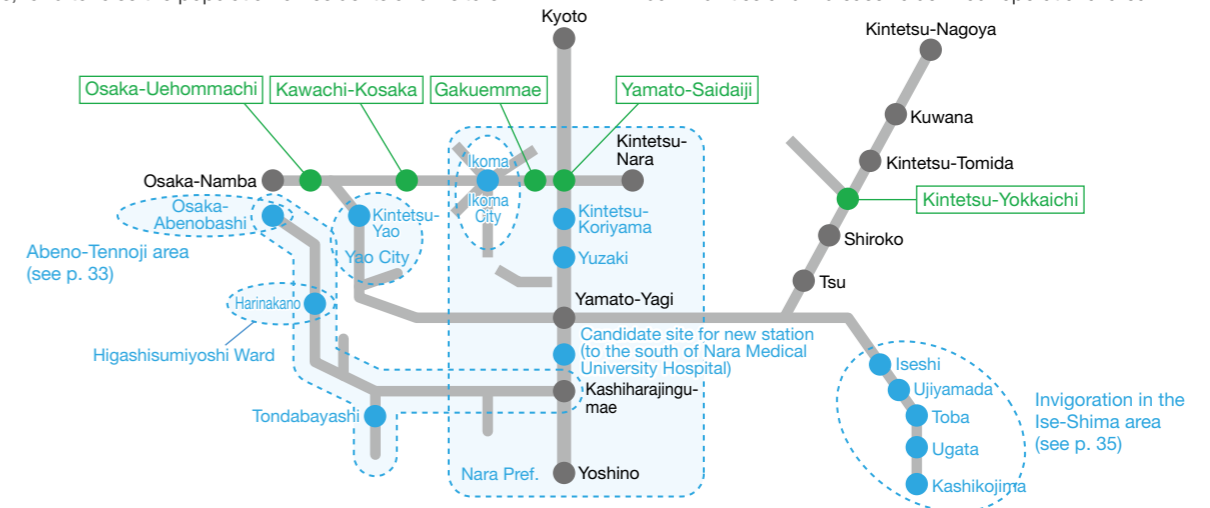 Kyoto
Kintetsu-Nagoya
Osaka-Uehommachi
Kawachi-Kosaka
Gakuemmae
Yamato-Saidaiji
Kuwana
Kintetsu-
Nara
Ikoma
Kintetsu-Tomida
Osaka-Namba
Ikoma
City
Kintetsu-Yokkaichi
Osaka-
Abenobashi
Kintetsu-
Yao
Kintetsu-
Koriyama
Shiroko
Abeno-Tennoji area
(see p. 33)
Yao City
Yuzaki
Tsu
Harinakano
Yamato-Yagi
Higashisumiyoshi Ward
Candidate site for new station
(to the south of Nara Medical
University Hospital)
Iseshi
Kashiharajingu-
mae
Ujiyamada
Tondabayashi
Toba
Invigoration in the
Ise-Shima area
(see p. 35)
Ugata
Nara Pref.
Yoshino
Kashikojima